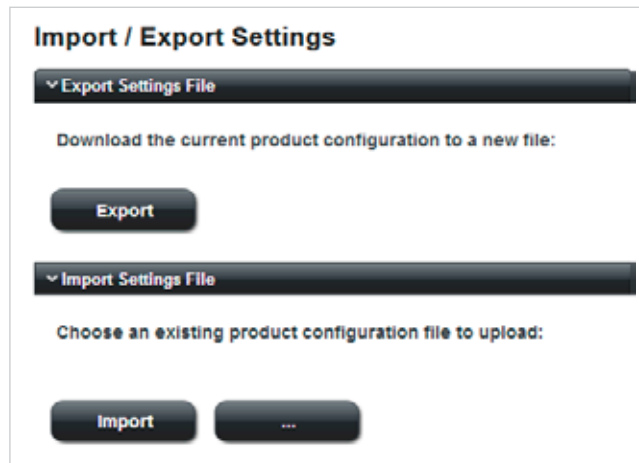 Import / Export Settings
Export Settings File
Download the current product configuration to a new file:
Export
Import Settings File
Choose an existing product configuration file to upload:
Import ...